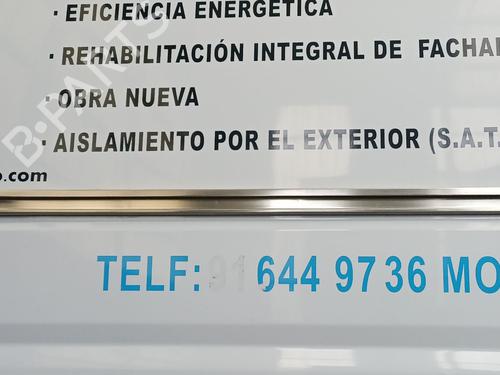 · EFICIENCIA ENERGÉTICA
· REHABILITACIÓN INTEGRAL DE FACHA
· OBRA NUEVA
· AISLAMIENTO POR EL EXTERIOR (S.A.T.
o.com
TELF: 91 644 97 36 MO
B-PARTS